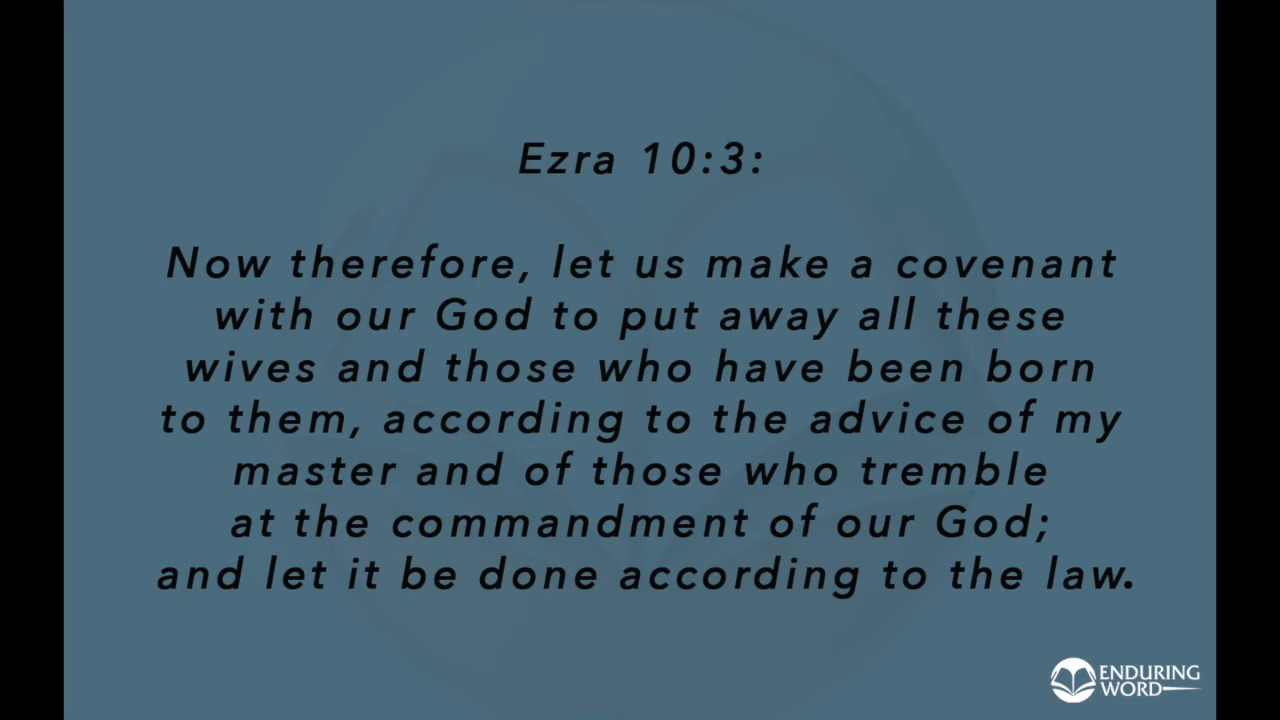 Ezra 10:3:
Now therefore, let us make a covenant
with our God to put away all these
wives and those who have been born
to them, according to the advice of my
master and of those who tremble
at the commandment of our God;
and let it be done according to the law.
ENDURING
WORD